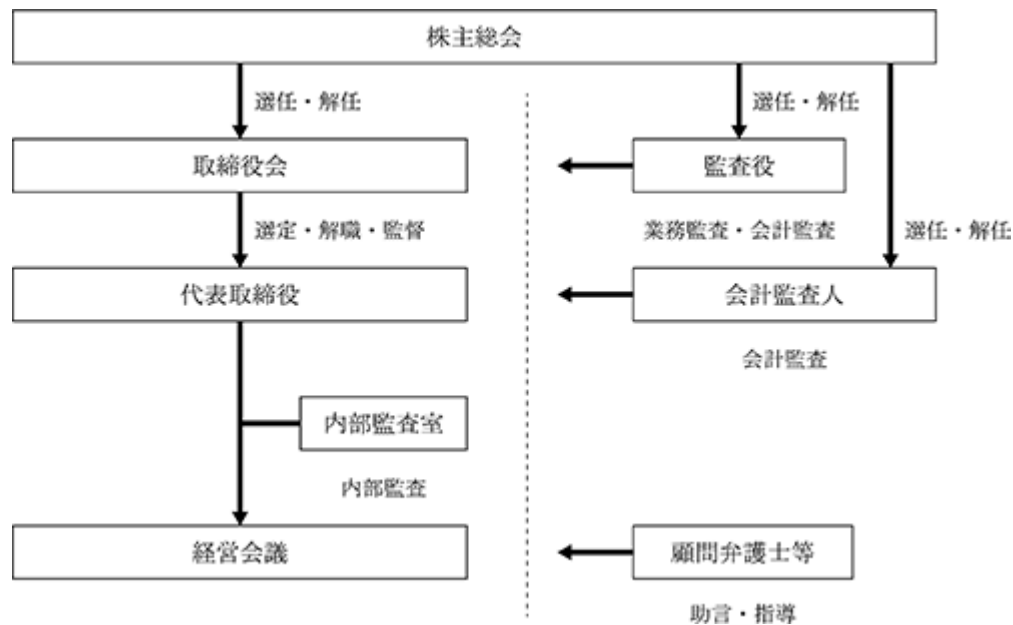 株主総会
選任・解任
選任・解任
取締役会
監査役
選定・解職・監督
業務監査・会計監査
選任・解任
代表取締役
会計監査人
会計監査
内部監査室
内部監査
経営会議
顧問弁護士等
助言・指導